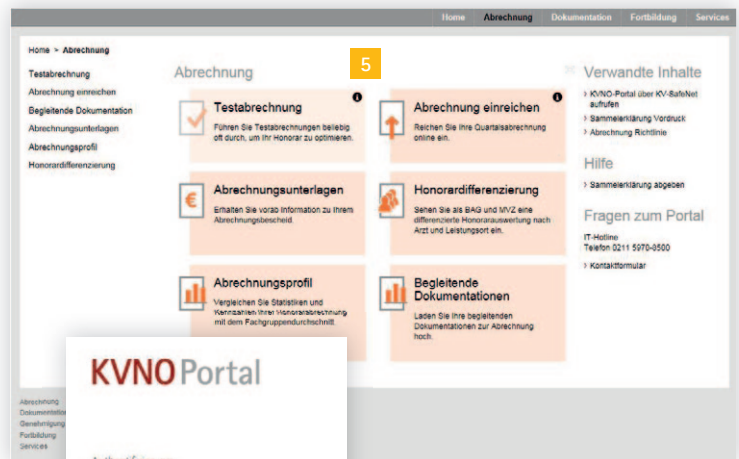 Home Abrechnung Dokumentation Fortbildung Services
Home > Abrechnung
Testabrechnung
Abrechnung einreichen
Begleitende Dokumentation
Abrechnungsunterlagen
Abrechnungsprofil
Honorardifferenzierung
Abrechnung
5
Testabrechnung
Führen Sie Testabrechnungen beliebig
oft durch, um Ihr Honorar zu optimieren.
Abrechnung einreichen
Reichen Sie Ihre Quartalsabrechnung
online ein.
Abrechnungsunterlagen
Erhalten Sie vorab Information zu Ihrem
Abrechnungsbescheid.
Honorardifferenzierung
Sehen Sie als BAG und MVZ eine
differenzierte Honorarauswertung nach
Arzt und Leistungsort ein.
Abrechnungsprofil
Vergleichen Sie Statistiken und
Kennzahlen Ihrer Honorarabrechnung
mit dem Fachgruppendurchschnitt.
Begleitende
Dokumentationen
Laden Sie Ihre begleitenden
Dokumentationen zur Abrechnung
hoch.
Verwandte Inhalte
> KVNO-Portal über KV-SafeNet
aufrufen
> Sammelerklärung Vordruck
> Abrechnung Richtlinie
Hilfe
> Sammelerklärung abgeben
Fragen zum Portal
IT-Hotline
Telefon 0211 5970-8500
> Kontaktformular
KVNO Portal
Abrechnung
Dokumentation
Genehmigung
Fortbildung
Services